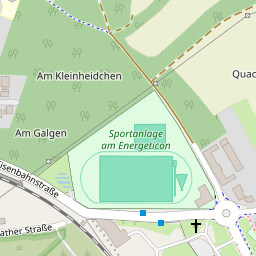 Am Kleinheidchen
Quac
Am Galgen
Sportanlage
am Energeticon
isenbahnstraße
ather Straße